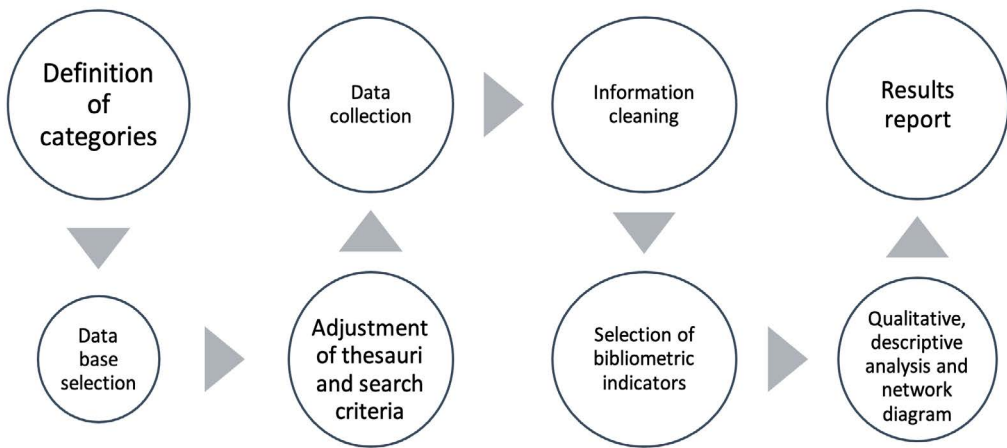 Definition
of
categories
Data
base
selection
Adjustment
of thesauri
and search
criteria
Data
collection
Information
cleaning
Selection of
bibliometric
indicators
Qualitative,
descriptive
analysis and
network
diagram
Results
report